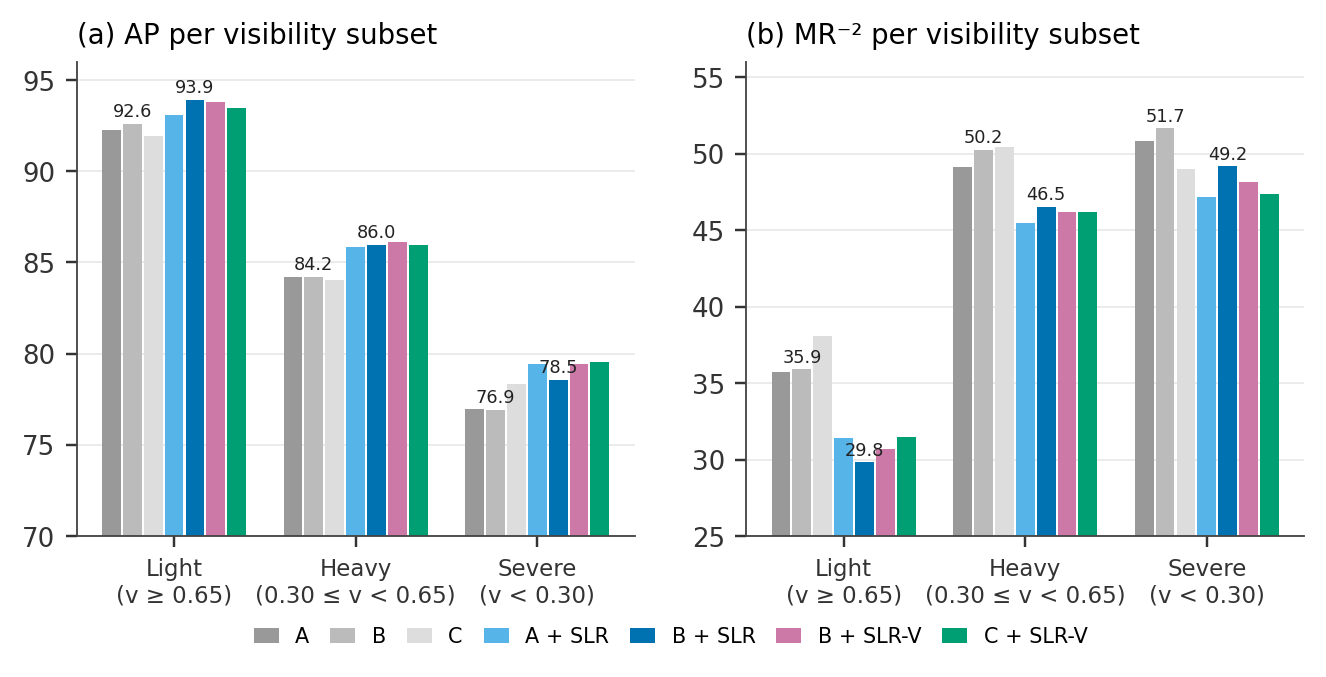 (a) AP per visibility subset
95
90
85
80
75
70
92.6
93.9
84.2
86.0
76.9
78.5
Light
(v ≥ 0.65)
Heavy
(0.30 ≤ v < 0.65)
Severe
(v < 0.30)
(b) MR⁻² per visibility subset
55
50
45
40
35
30
25
35.9
29.8
50.2
46.5
51.7
49.2
Light
(v ≥ 0.65)
Heavy
(0.30 ≤ v < 0.65)
Severe
(v < 0.30)
A B C A + SLR B + SLR B + SLR-V C + SLR-V